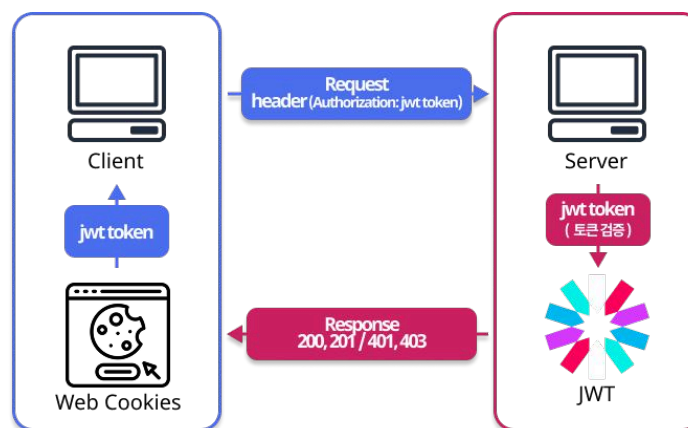 Request
header (Authorization: jwt token)
Client
Server
jwt token
jwt token
( 토큰 검증 )
Response
200, 201 / 401, 403
Web Cookies
JWT